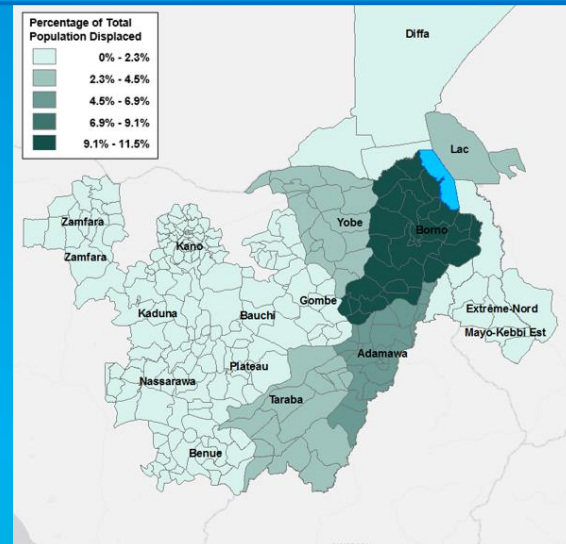 Percentage of Total
Population Displaced
0% - 2.3%
2.3% - 4.5%
4.5% - 6.9%
6.9% - 9.1%
9.1% - 11.5%
Diffa
Lac
Zamfara
Yobe
Borno
Kano
Zamfara
Gombe
Extrême-Nord
Kaduna
Bauchi
Mayo-Kebbi Est
Adamawa
Plateau
Nassarawa
Taraba
Benue